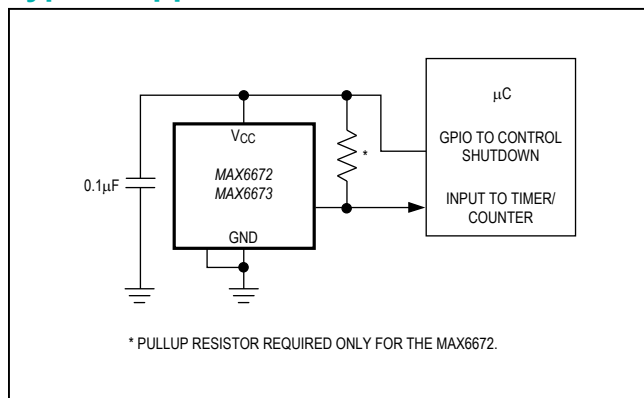 VCC
MAX6672
MAX6673
GND
0.1μF
*
μC
GPIO TO CONTROL
SHUTDOWN
INPUT TO TIMER/
COUNTER
* PULLUP RESISTOR REQUIRED ONLY FOR THE MAX6672.